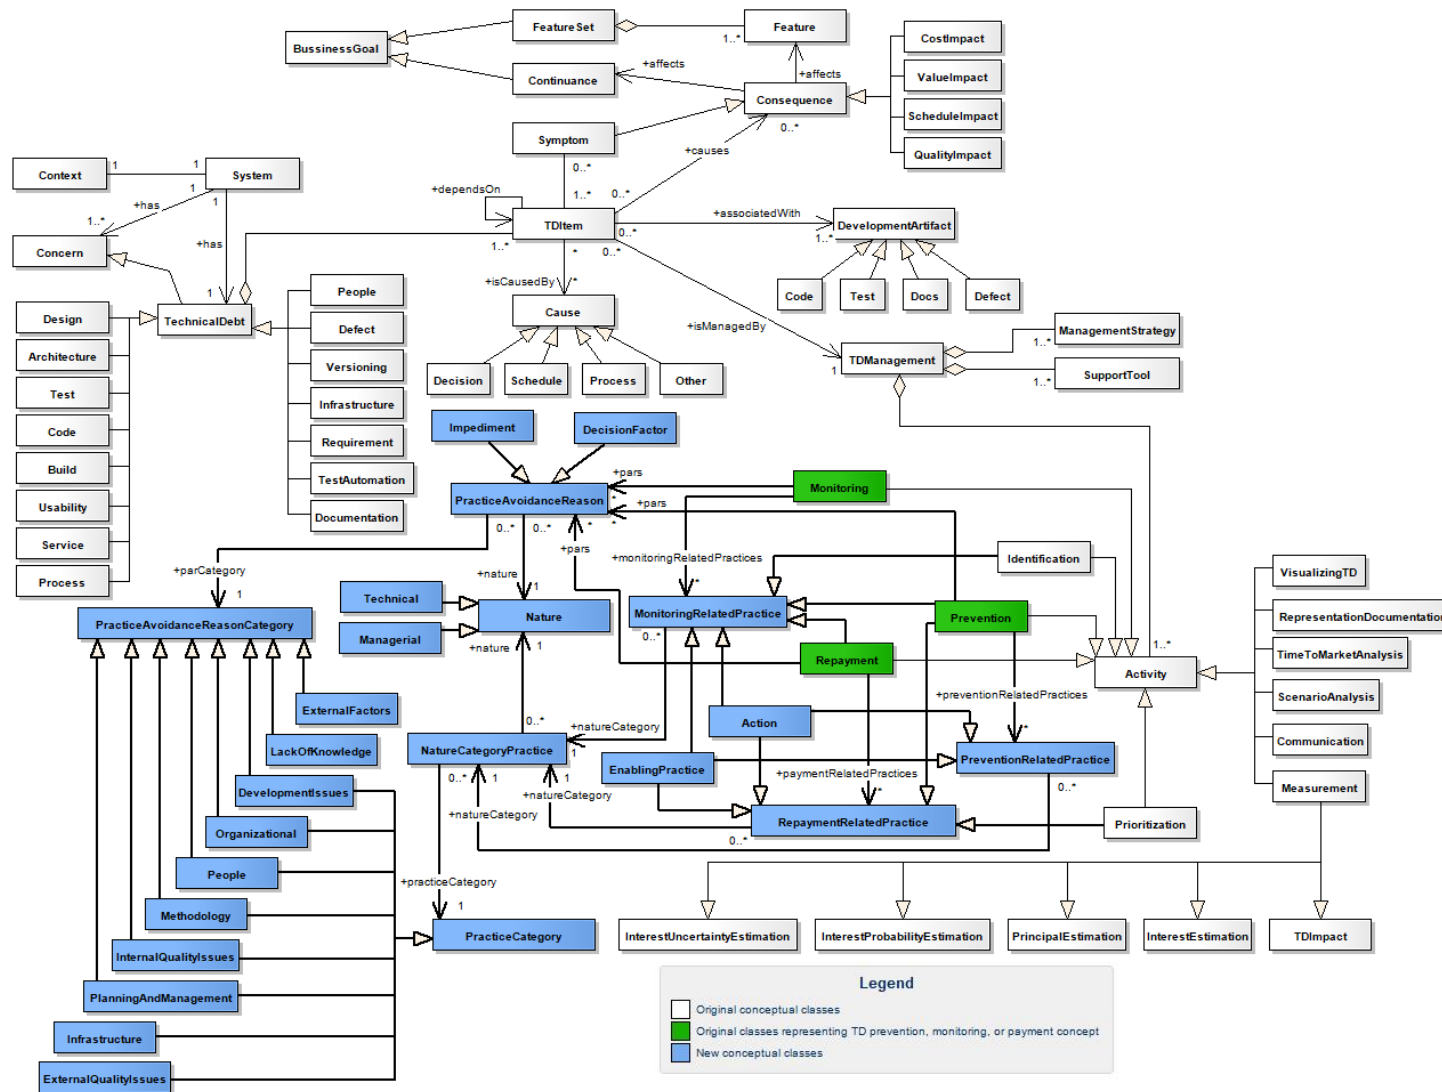 FeatureSet
Feature
1..*
BussinessGoal
CostImpact
+affects
Continuance
+affects
ValueImpact
Consequence
0..*
ScheduleImpact
Symptom
0..*
+causes
QualityImpact
Context
1
1
System
1
1
+dependsOn
1..*
0..*
+has
1..*
+associatedWith
TDItem
1..*
*
0..*
0..*
1..*
DevelopmentArtifact
Concern
+has
+isCausedBy
*
Code
Test
Docs
Defect
1
People
Design
TechnicalDebt
Cause
+isManagedBy
Defect
ManagementStrategy
1..*
Architecture
Versioning
TDManagement
1
SupportTool
1..*
Test
Decision
Schedule
Process
Other
Infrastructure
Code
Impediment
DecisionFactor
Requirement
Build
TestAutomation
+pars
Monitoring
Usability
PracticeAvoidanceReason
*
*
+pars
Documentation
0..*
0..*
*
Service
+pars
+monitoringRelatedPractices
Identification
Process
+parCategory
+nature
VisualizingTD
1
1
*
Technical
MonitoringRelatedPractice
Prevention
RepresentationDocumentation
PracticeAvoidanceReasonCategory
Nature
Managerial
+nature
1
0..*
1..*
TimeToMarketAnalysis
Repayment
Activity
+preventionRelatedPractices
ScenarioAnalysis
ExternalFactors
0..*
+natureCategory
Action
*
Communication
LackOfKnowledge
NatureCategoryPractice
1
EnablingPractice
PreventionRelatedPractice
0..*
1
1
+paymentRelatedPractices
*
0..*
DevelopmentIssues
+natureCategory
Measurement
+natureCategory
RepaymentRelatedPractice
Prioritization
Organizational
0..*
People
+practiceCategory
1
Methodology
PracticeCategory
InterestUncertaintyEstimation
InterestProbabilityEstimation
PrincipalEstimation
InterestEstimation
TDImpact
InternalQualityIssues
Legend
PlanningAndManagement
Original conceptual classes
Original classes representing TD prevention, monitoring, or payment concept
Infrastructure
New conceptual classes
ExternalQualityIssues